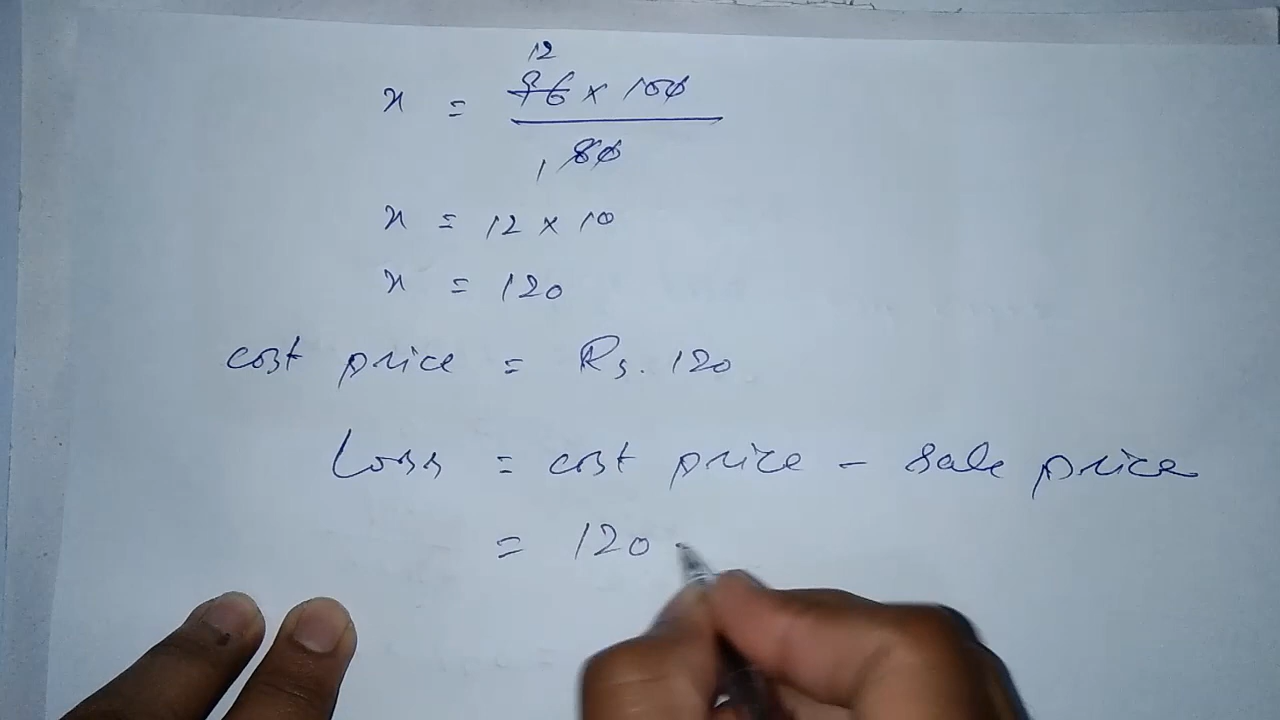 12
x = 96 x 100
1 80
x = 12 x 10
x = 120
cost price = Rs. 120
Loss = cost price - sale price
= 120 -